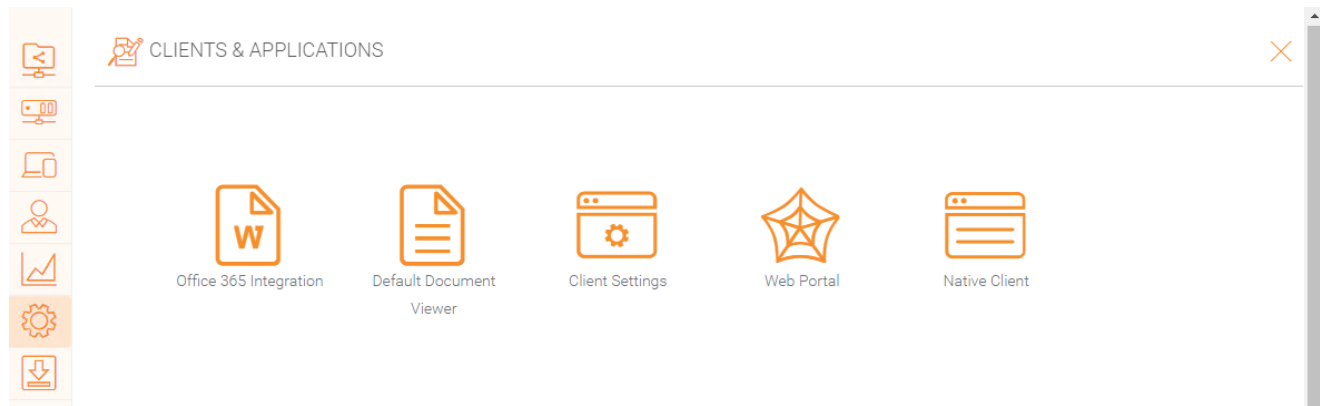 CLIENTS & APPLICATIONS
W
Office 365 Integration
Default Document
Viewer
Client Settings
Web Portal
Native Client